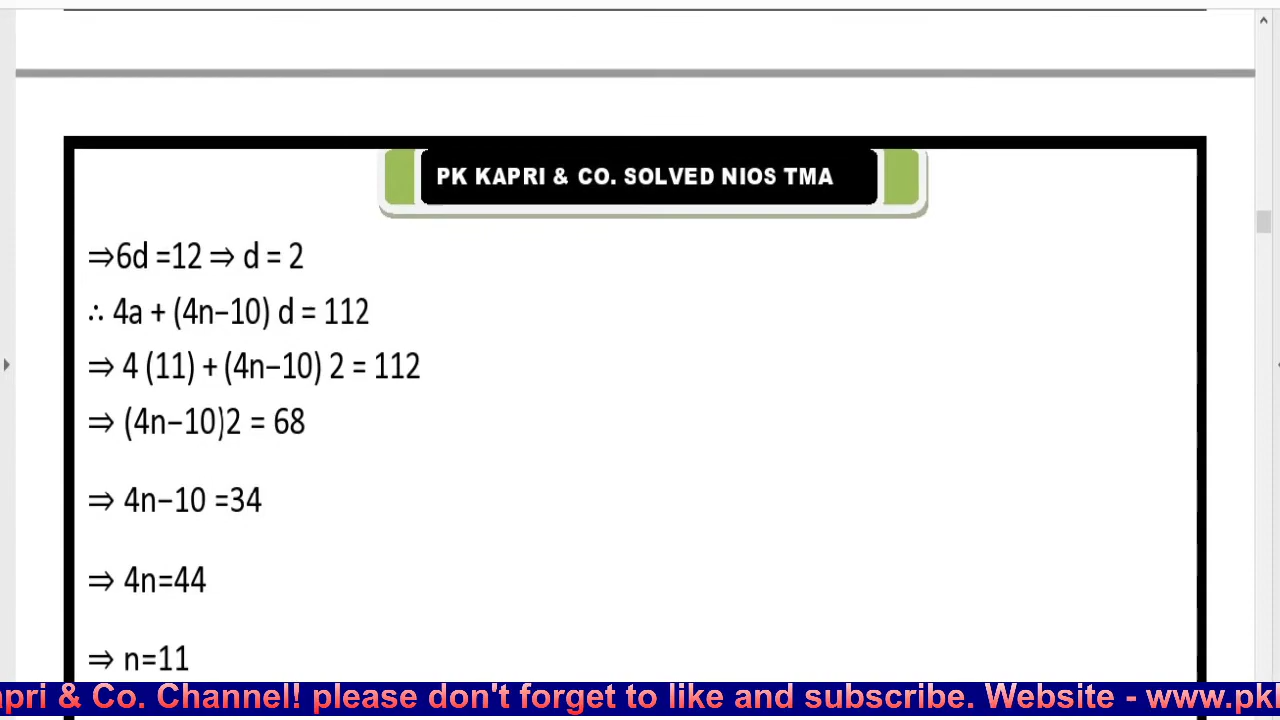 PK KAPRI & CO. SOLVED NIOS TMA
⇒6d =12 ⇒ d = 2
∴ 4a + (4n−10) d = 112
⇒ 4 (11) + (4n−10) 2 = 112
⇒ (4n−10)2 = 68
⇒ 4n−10 =34
⇒ 4n=44
⇒ n=11
apri & Co. Channel! please don't forget to like and subscribe. Website - www.pk